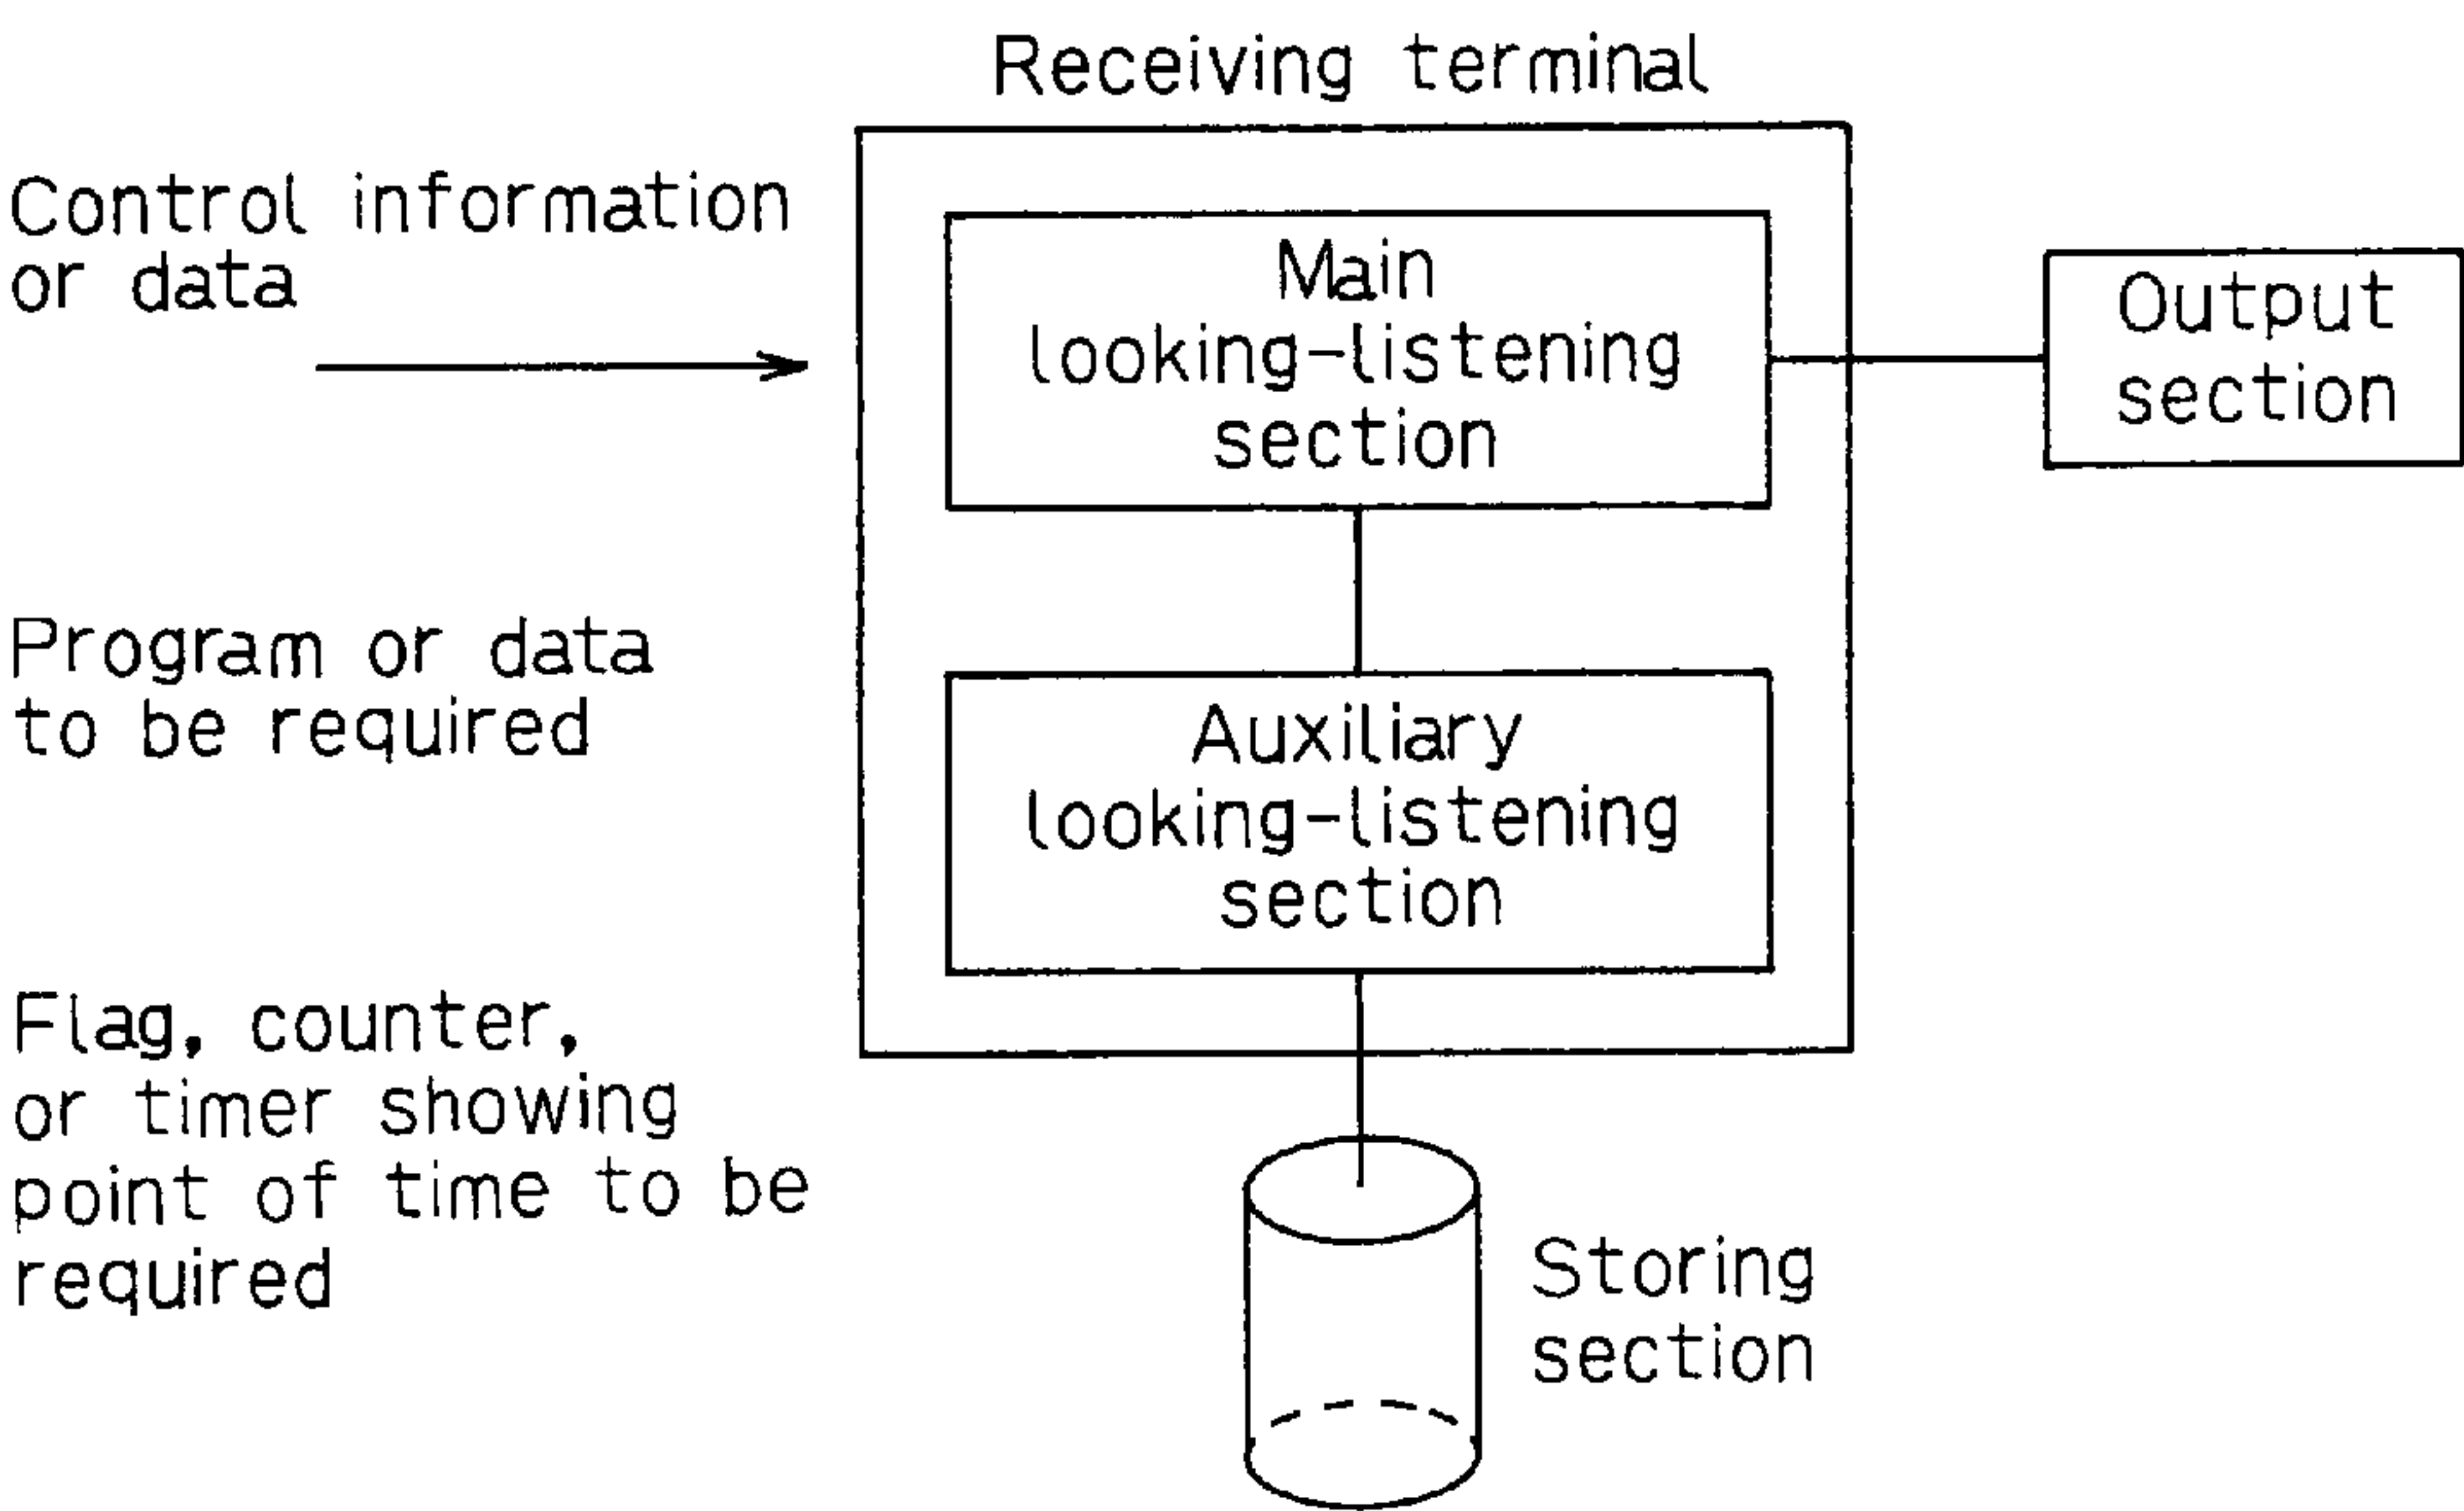 Receiving terminal
Control information
or data
Main
looking-listening
section
Output
section
Program or data
to be required
Auxiliary
looking-listening
section
Flag, counter,
or timer showing
point of time to be
required
Storing
section